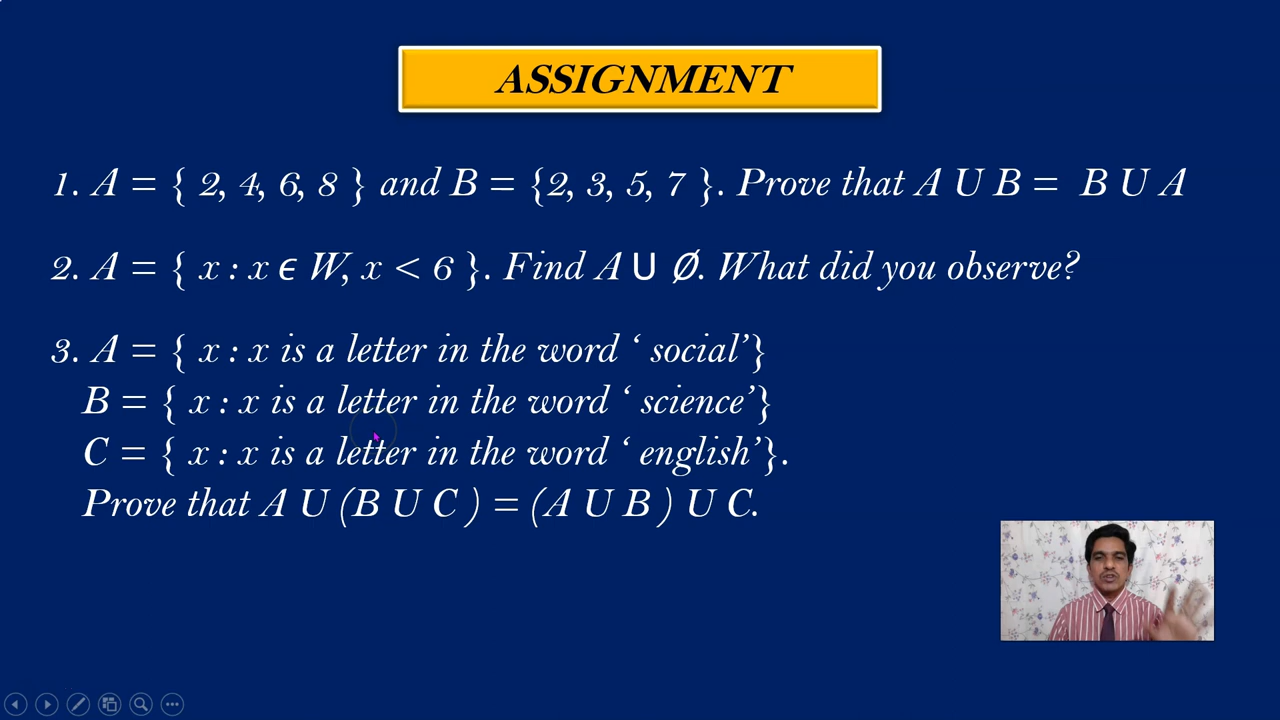 ASSIGNMENT
1. A = { 2, 4, 6, 8 } and B = {2, 3, 5, 7 }. Prove that A U B = B U A
2. A = { x : x ϵ W, x < 6 }. Find A ∪ Ø. What did you observe?
3. A = { x : x is a letter in the word ‘ social’}
B = { x : x is a letter in the word ‘ science’}
C = { x : x is a letter in the word ‘ english’}.
Prove that A U (B U C ) = (A U B ) U C.